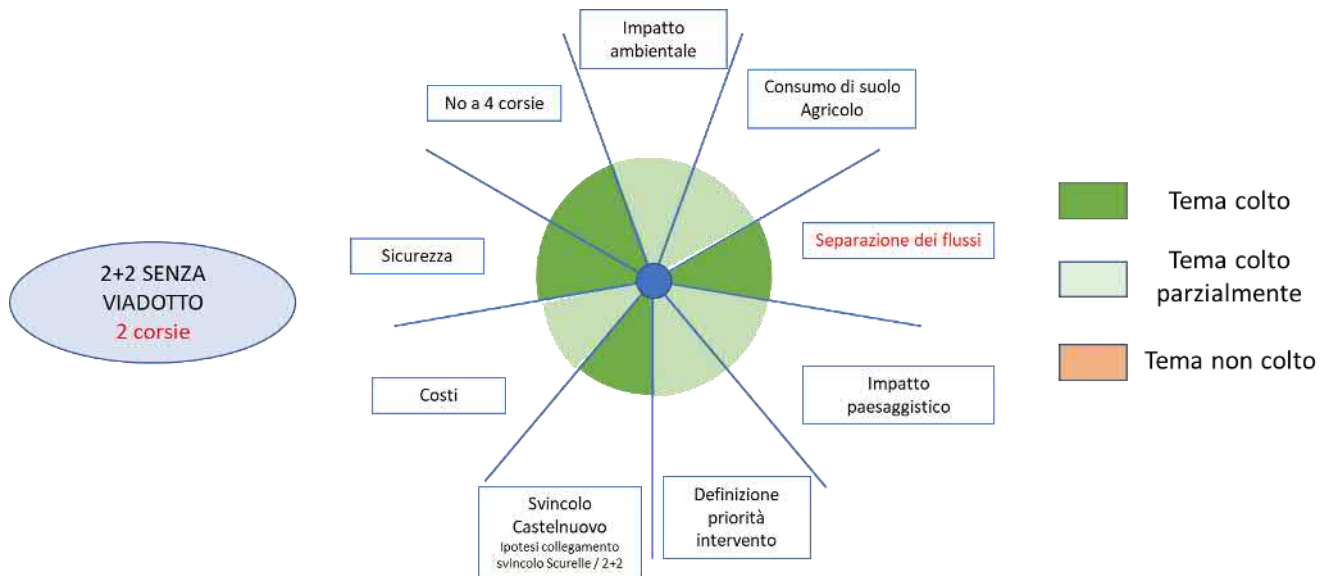 Impatto
ambientale
No a 4 corsie
Consumo di suolo
Agricolo
Tema colto
Sicurezza
Separazione dei flussi
Tema colto
parzialmente
2+2 SENZA
VIADOTTO
2 corsie
Tema non colto
Costi
Impatto
paesaggistico
Svincolo
Castelnuovo
Ipotesi collegamento
svincolo Scurelle / 2+2
Definizione
priorità
intervento